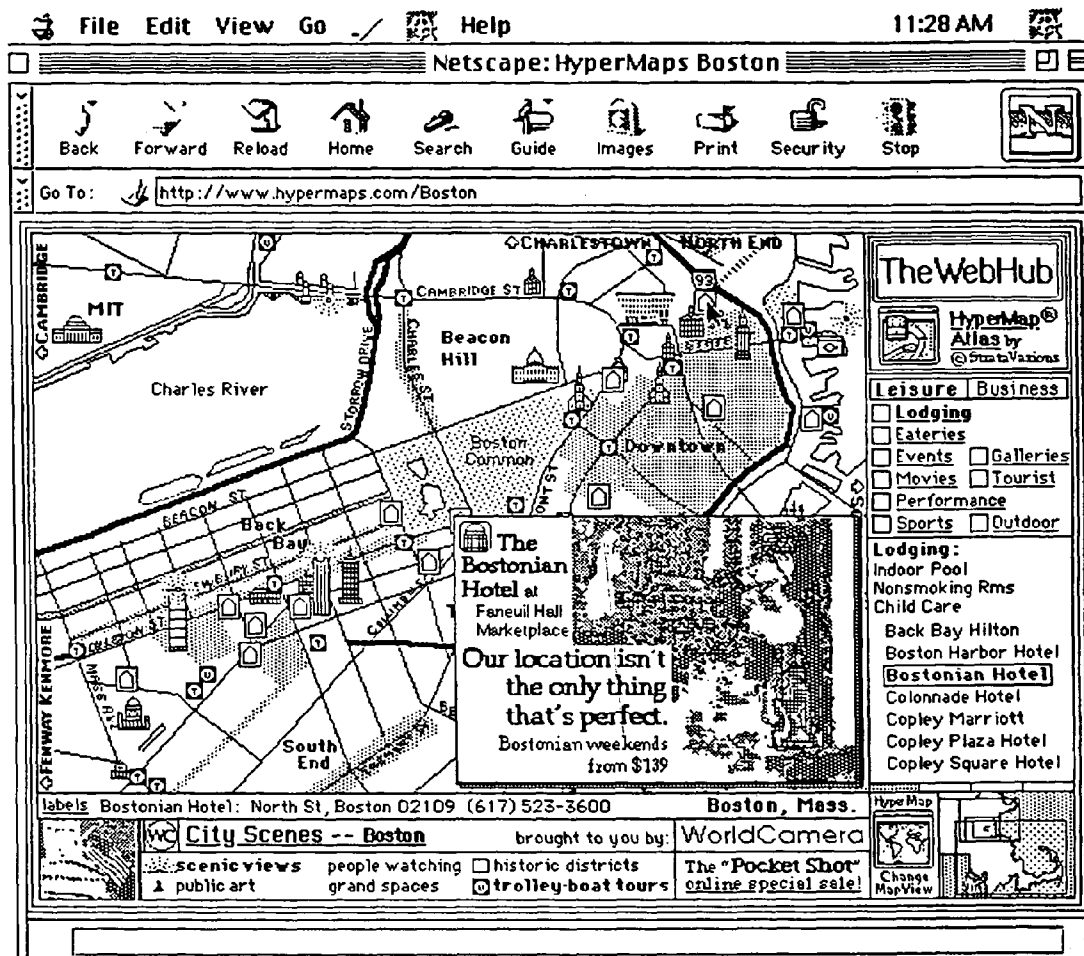 File Edit View Go Help 11:28 AM
Netscape: HyperMaps Boston
Back Forward Reload Home Search Guide Images Print Security Stop
N
Go To: http://www.hypermaps.com/Boston
CAMBRIDGE
MIT
Charles River
STORROW DRIVE
CHARLES ST
CAMBRIDGE ST
Beacon
Hill
CHARLESTOWN
NORTH END
93
STATE
Boston
Common
Downtown
BEACON ST
Back
Bay
FENWAY KENMORE
South
End
The
Bostonian
Hotel at
Faneuil Hall
Marketplace
Our location isn't
the only thing
that's perfect.
Bostonian weekends
from $139
TheWebHub
HyperMap®
Atlas by
© StrataVazions
Leisure Business
Lodging
Eateries
Events Galleries
Movies Tourist
Performance
Sports Outdoor
Lodging:
Indoor Pool
Nonsmoking Rms
Child Care
Back Bay Hilton
Boston Harbor Hotel
Bostonian Hotel
Colonnade Hotel
Copley Marriott
Copley Plaza Hotel
Copley Square Hotel
labels Bostonian Hotel: North St, Boston 02109 (617) 523-3600 Boston, Mass.
WC City Scenes -- Boston brought to you by: WorldCamera
scenic views people watching historic districts
public art grand spaces trolley-boat tours
The "Pocket Shot"
online special sale!
HyperMap
Change
MapView